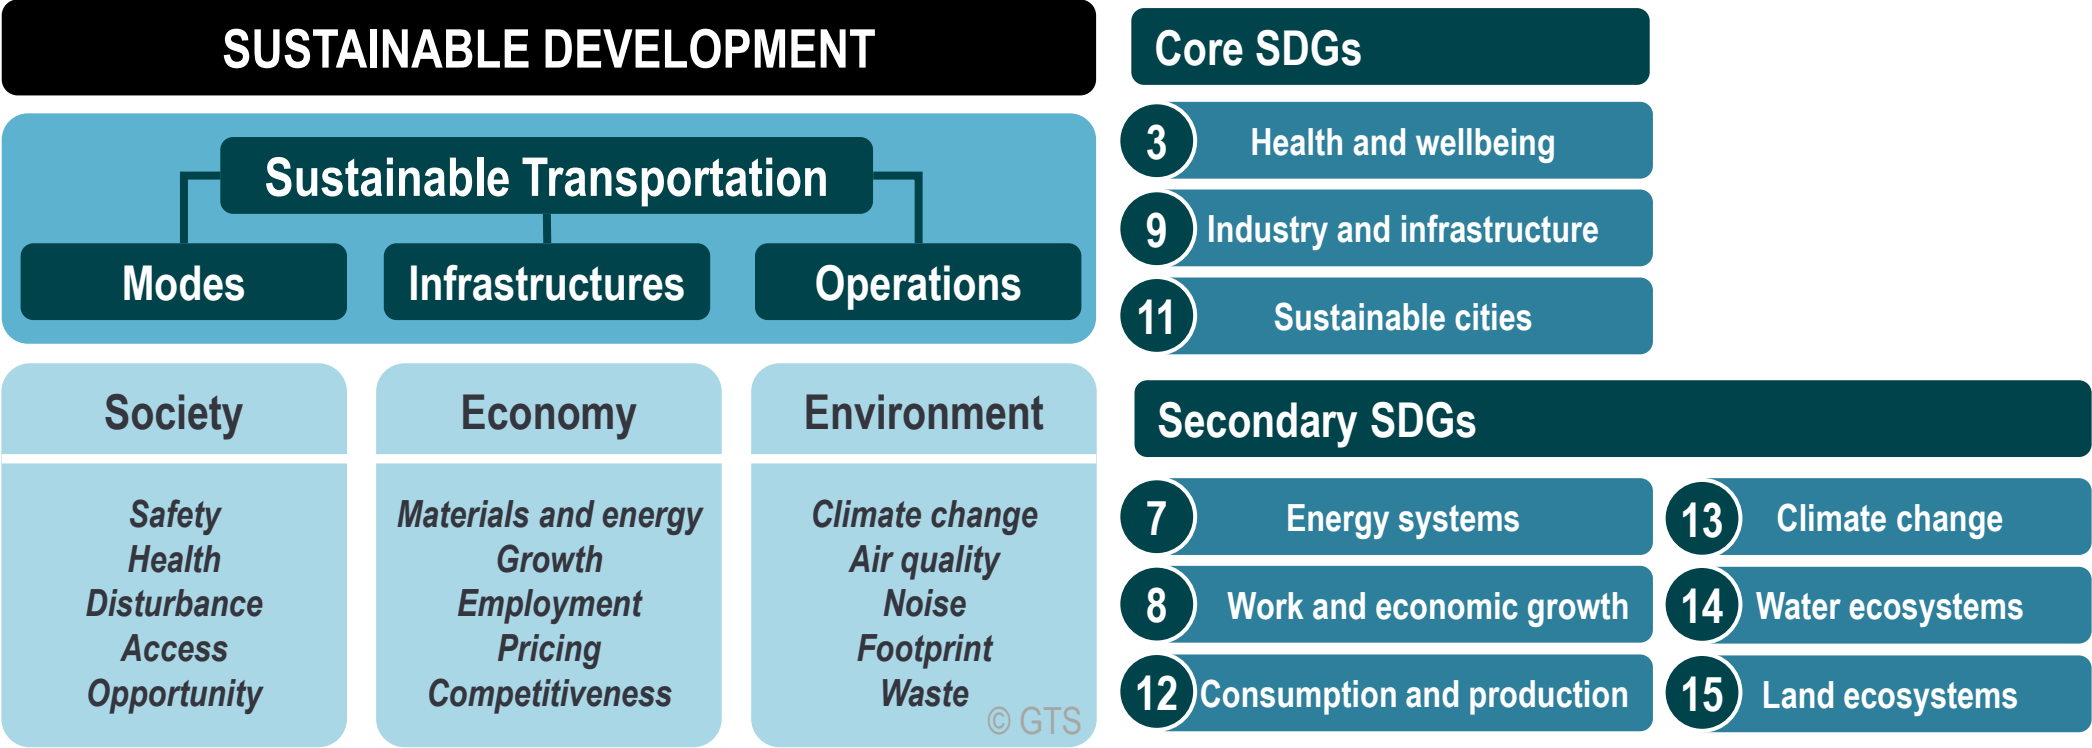 SUSTAINABLE DEVELOPMENT
Sustainable Transportation
Modes
Infrastructures
Operations
Society
Safety
Health
Disturbance
Access
Opportunity
Economy
Materials and energy
Growth
Employment
Pricing
Competitiveness
Environment
Climate change
Air quality
Noise
Footprint
Waste
© GTS
Core SDGs
3 Health and wellbeing
9 Industry and infrastructure
11 Sustainable cities
Secondary SDGs
7 Energy systems
8 Work and economic growth
12 Consumption and production
13 Climate change
14 Water ecosystems
15 Land ecosystems